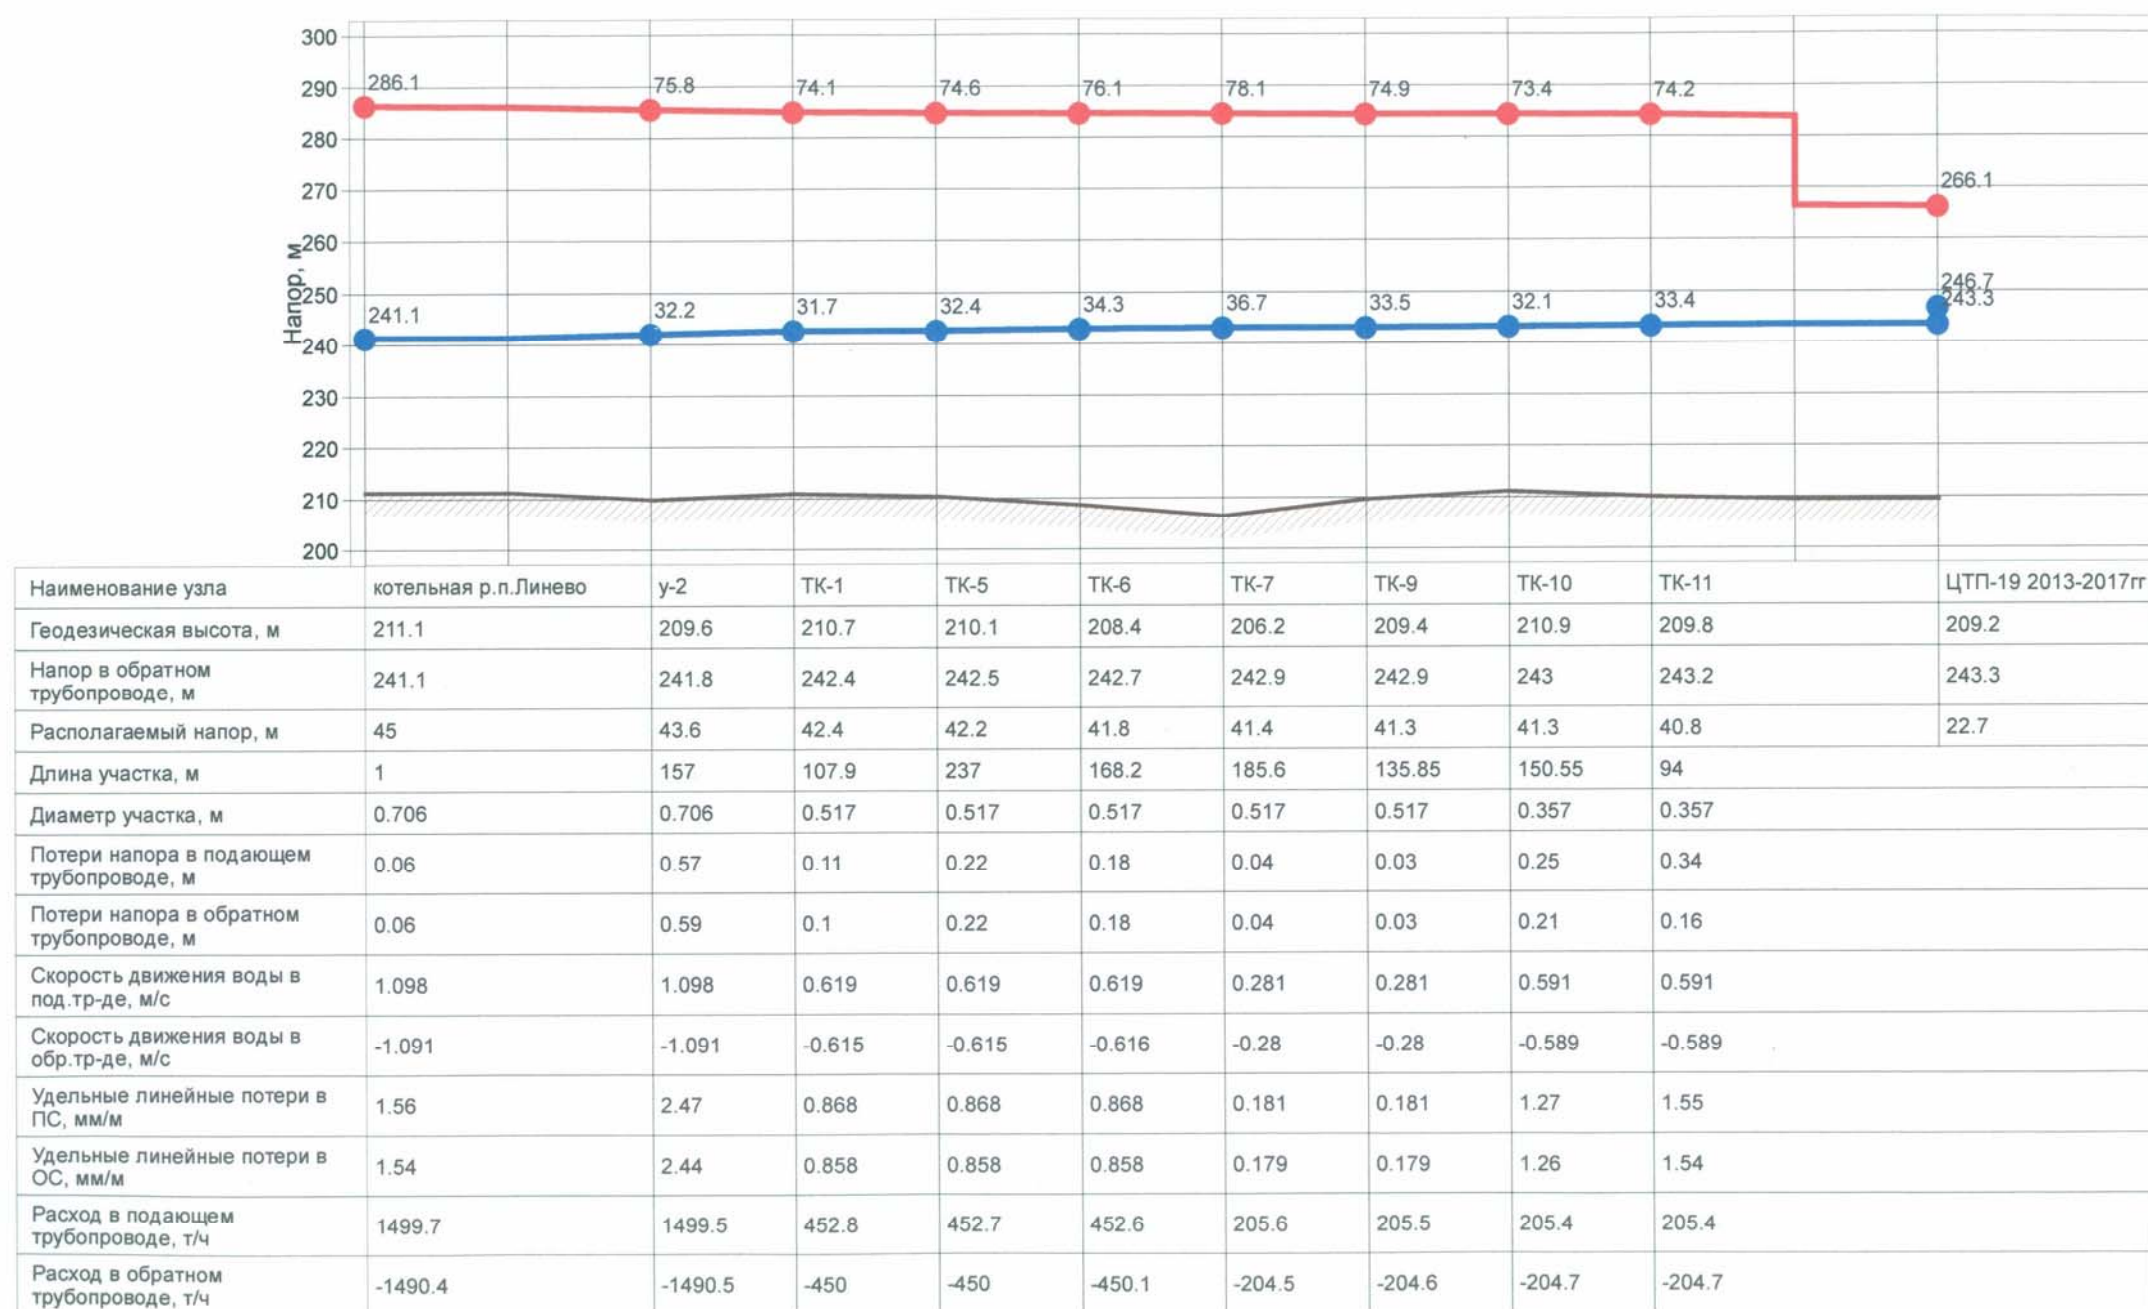 300
290
280
270
260
250
240
230
220
210
200
Напор, м
286.1 75.8 74.1 74.6 76.1 78.1 74.9 73.4 74.2
266.1
246.7
241.1 32.2 31.7 32.4 34.3 36.7 33.5 32.1 33.4 243.3
Наименование узла котельная р.п.Линево у-2 ТК-1 ТК-5 ТК-6 ТК-7 ТК-9 ТК-10 ТК-11 ЦТП-19 2013-2017гг
Геодезическая высота, м 211.1 209.6 210.7 210.1 208.4 206.2 209.4 210.9 209.8 209.2
Напор в обратном
трубопроводе, м 241.1 241.8 242.4 242.5 242.7 242.9 242.9 243 243.2 243.3
Располагаемый напор, м 45 43.6 42.4 42.2 41.8 41.4 41.3 41.3 40.8 22.7
Длина участка, м 1 157 107.9 237 168.2 185.6 135.85 150.55 94
Диаметр участка, м 0.706 0.706 0.517 0.517 0.517 0.517 0.517 0.357 0.357
Потери напора в подающем
трубопроводе, м 0.06 0.57 0.11 0.22 0.18 0.04 0.03 0.25 0.34
Потери напора в обратном
трубопроводе, м 0.06 0.59 0.1 0.22 0.18 0.04 0.03 0.21 0.16
Скорость движения воды в
под.тр-де, м/с 1.098 1.098 0.619 0.619 0.619 0.281 0.281 0.591 0.591
Скорость движения воды в
обр.тр-де, м/с -1.091 -1.091 -0.615 -0.615 -0.616 -0.28 -0.28 -0.589 -0.589
Удельные линейные потери в
ПС, мм/м 1.56 2.47 0.868 0.868 0.868 0.181 0.181 1.27 1.55
Удельные линейные потери в
ОС, мм/м 1.54 2.44 0.858 0.858 0.858 0.179 0.179 1.26 1.54
Расход в подающем
трубопроводе, т/ч 1499.7 1499.5 452.8 452.7 452.6 205.6 205.5 205.4 205.4
Расход в обратном
трубопроводе, т/ч -1490.4 -1490.5 -450 -450 -450.1 -204.5 -204.6 -204.7 -204.7